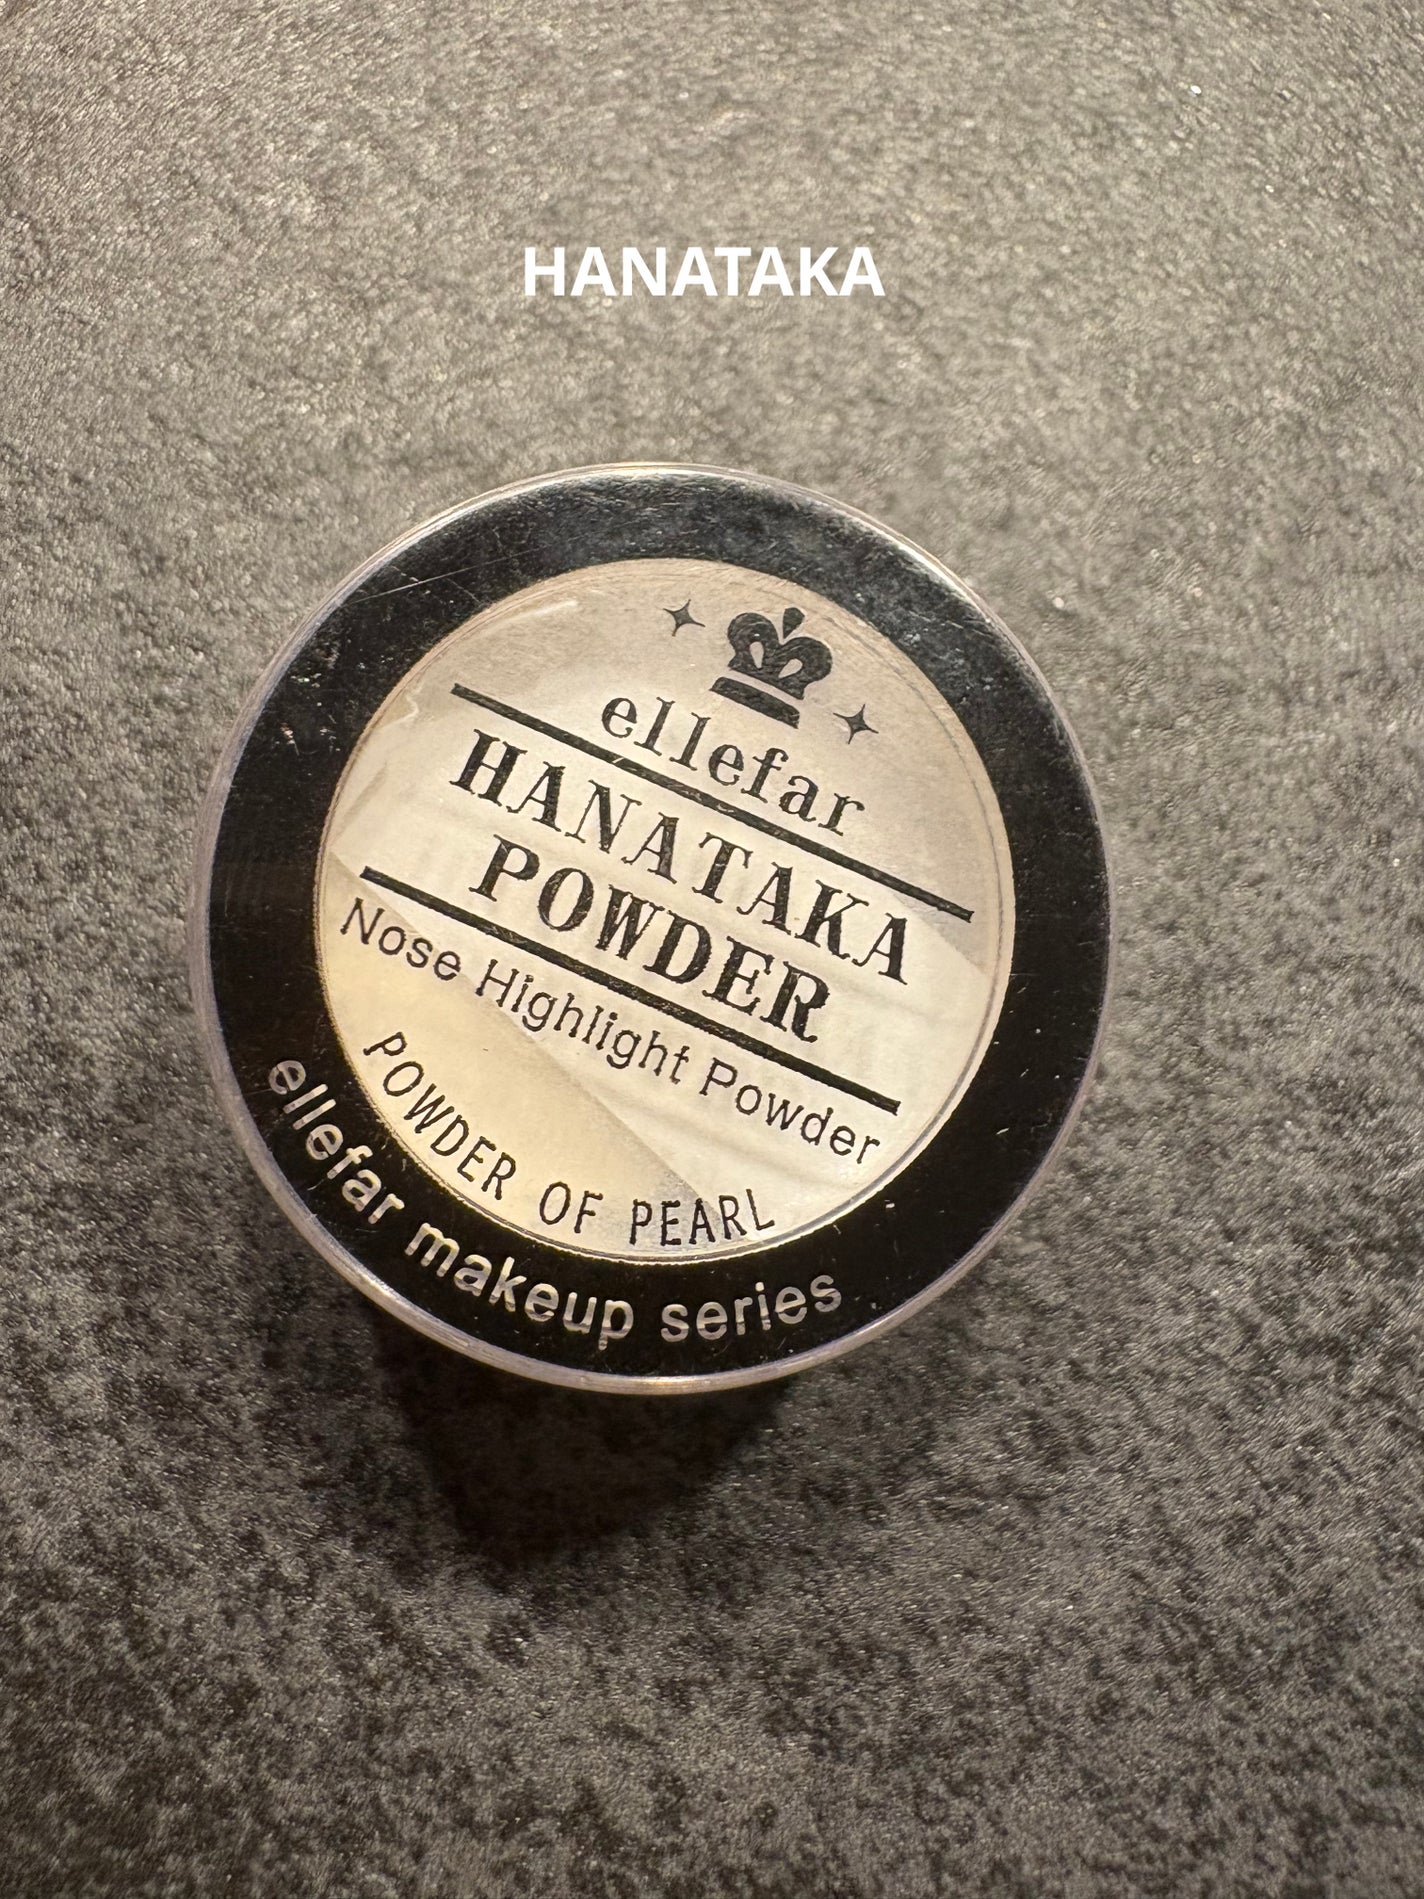 HANATAKA
ellefar
HANATAKA
POWDER
Nose Highlight Powder
POWDER OF PEARL
ellefar makeup series